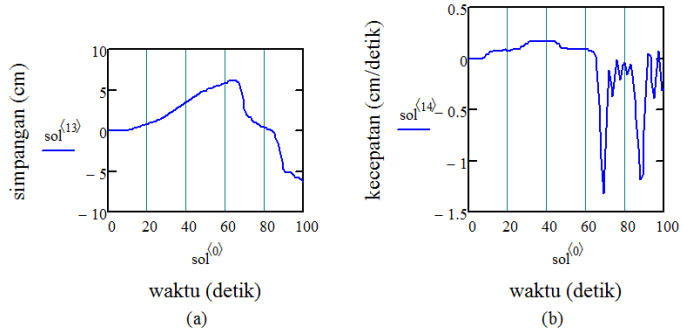 simpangan (cm)
sol⟨13⟩
10
5
0
− 5
− 10
0 20 40 60 80 100
sol⟨0⟩
waktu (detik)
(a)
kecepatan (cm/detik)
sol⟨14⟩
0.5
0
− 0.5
− 1
− 1.5
0 20 40 60 80 100
sol⟨0⟩
waktu (detik)
(b)